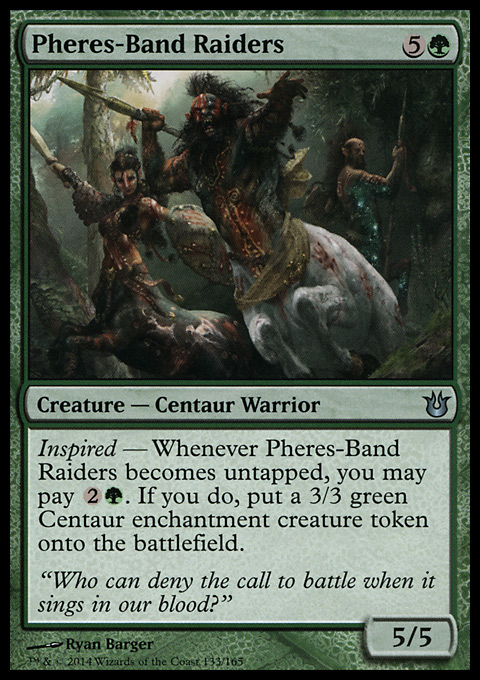 Pheres-Band Raiders 5
Creature — Centaur Warrior
Inspired — Whenever Pheres-Band
Raiders becomes untapped, you may
pay 2. If you do, put a 3/3 green
Centaur enchantment creature token
onto the battlefield.
“Who can deny the call to battle when it
sings in our blood?”
5/5
Ryan Barger
™ & © 2014 Wizards of the Coast 133/165